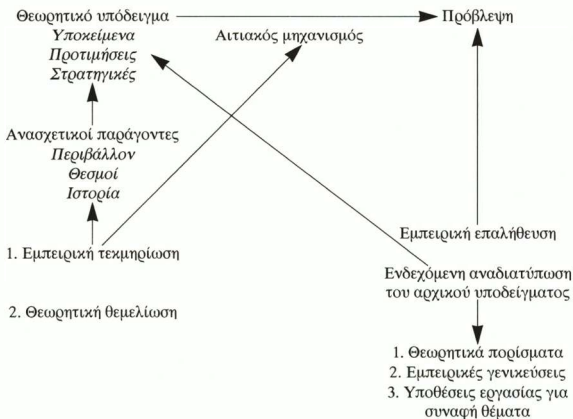 Θεωρητικό υπόδειγμα
Υποκείμενα
Προτιμήσεις
Στρατηγικές
Αιτιακός μηχανισμός
Πρόβλεψη
Ανασχετικοί παράγοντες
Περιβάλλον
Θεσμοί
Ιστορία
1. Εμπειρική τεκμηρίωση
2. Θεωρητική θεμελίωση
Εμπειρική επαλήθευση
Ενδεχόμενη αναδιατύπωση
του αρχικού υποδείγματος
1. Θεωρητικά πορίσματα
2. Εμπειρικές γενικεύσεις
3. Υποθέσεις εργασίας για
συναφή θέματα